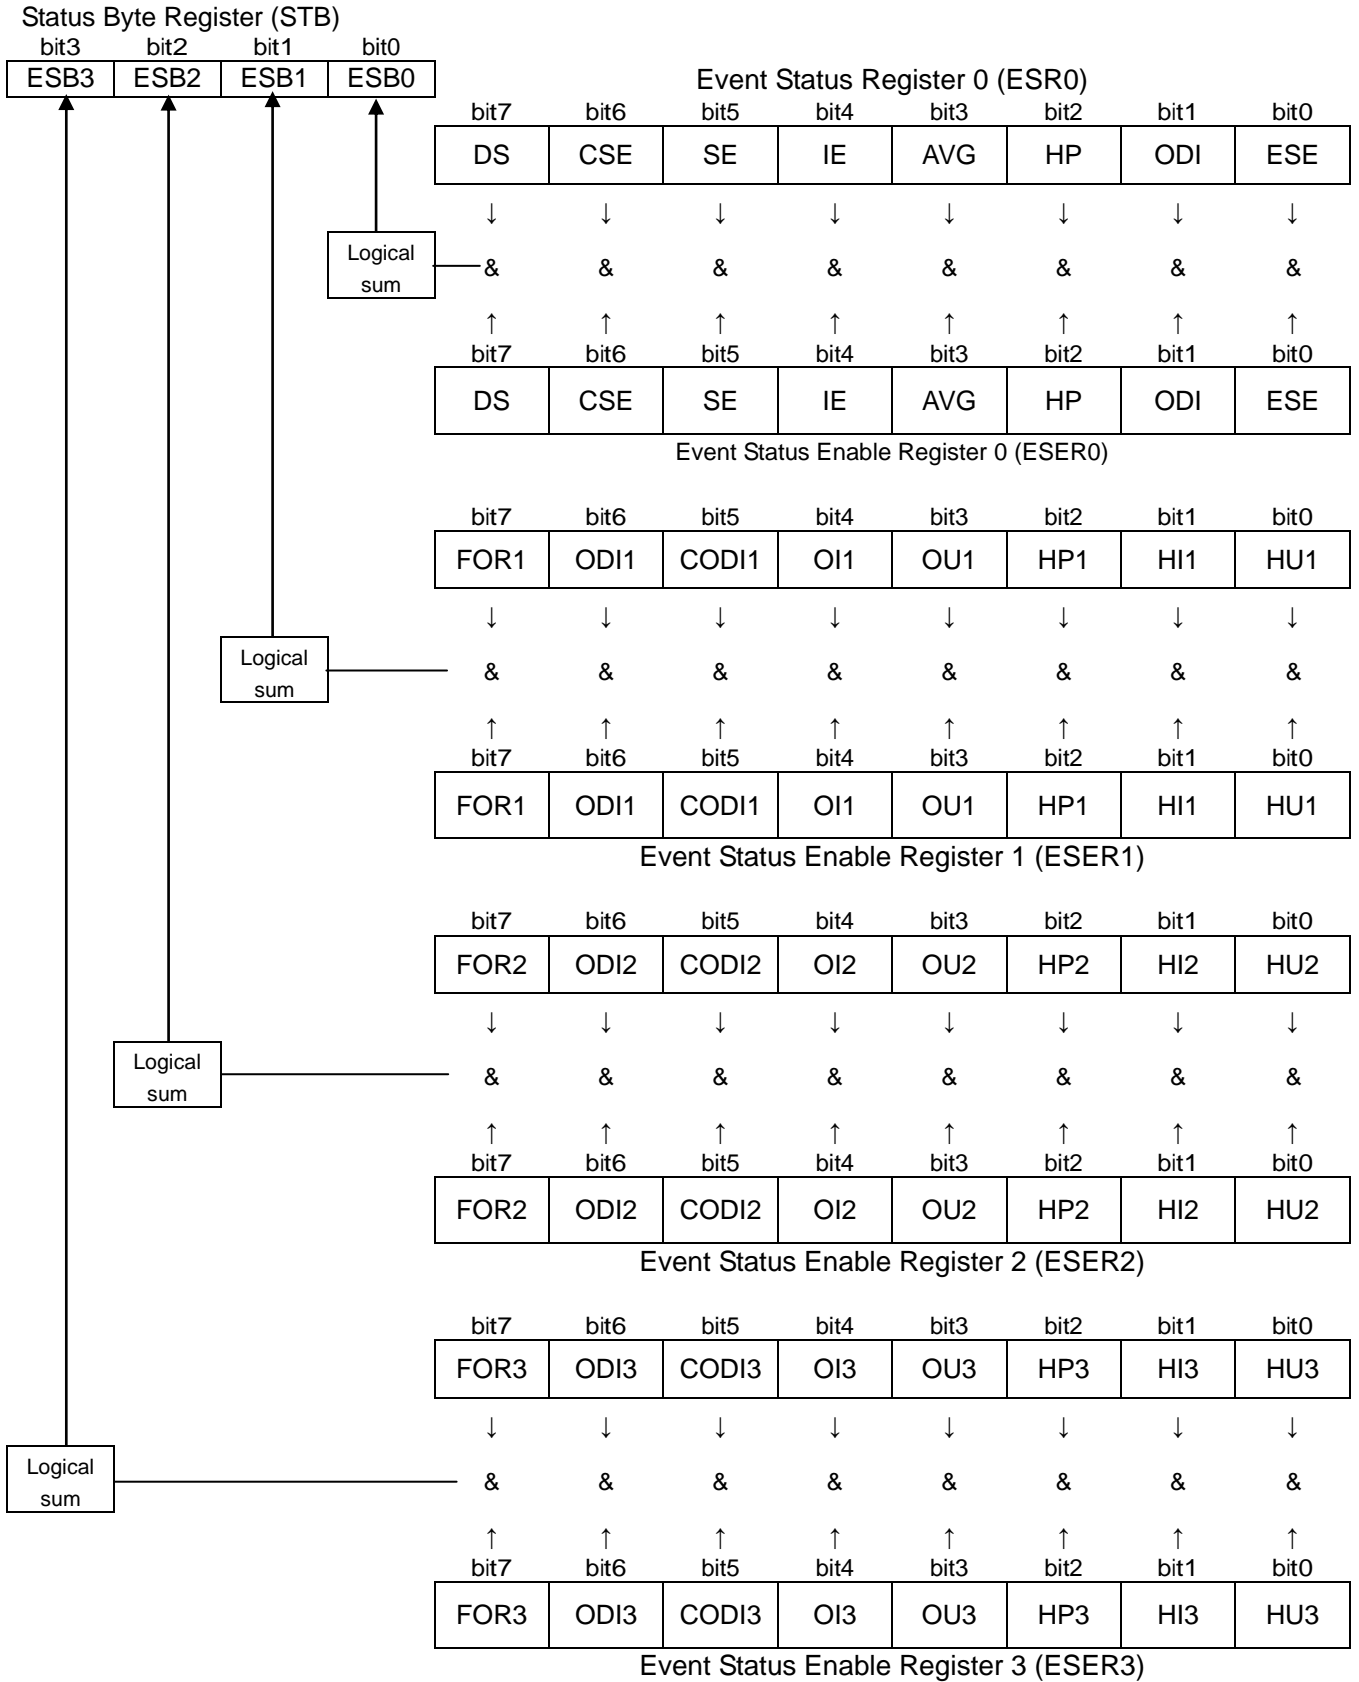 Status Byte Register (STB)
bit3 bit2 bit1 bit0
ESB3 ESB2 ESB1 ESB0
Event Status Register 0 (ESR0)
bit7 bit6 bit5 bit4 bit3 bit2 bit1 bit0
DS CSE SE IE AVG HP ODI ESE
↓ ↓ ↓ ↓ ↓ ↓ ↓ ↓
Logical
sum
& & & & & & & &
↑ ↑ ↑ ↑ ↑ ↑ ↑ ↑
bit7 bit6 bit5 bit4 bit3 bit2 bit1 bit0
DS CSE SE IE AVG HP ODI ESE
Event Status Enable Register 0 (ESER0)
bit7 bit6 bit5 bit4 bit3 bit2 bit1 bit0
FOR1 ODI1 CODI1 OI1 OU1 HP1 HI1 HU1
↓ ↓ ↓ ↓ ↓ ↓ ↓ ↓
Logical
sum
& & & & & & & &
↑ ↑ ↑ ↑ ↑ ↑ ↑ ↑
bit7 bit6 bit5 bit4 bit3 bit2 bit1 bit0
FOR1 ODI1 CODI1 OI1 OU1 HP1 HI1 HU1
Event Status Enable Register 1 (ESER1)
bit7 bit6 bit5 bit4 bit3 bit2 bit1 bit0
FOR2 ODI2 CODI2 OI2 OU2 HP2 HI2 HU2
↓ ↓ ↓ ↓ ↓ ↓ ↓ ↓
Logical
sum
& & & & & & & &
↑ ↑ ↑ ↑ ↑ ↑ ↑ ↑
bit7 bit6 bit5 bit4 bit3 bit2 bit1 bit0
FOR2 ODI2 CODI2 OI2 OU2 HP2 HI2 HU2
Event Status Enable Register 2 (ESER2)
bit7 bit6 bit5 bit4 bit3 bit2 bit1 bit0
FOR3 ODI3 CODI3 OI3 OU3 HP3 HI3 HU3
↓ ↓ ↓ ↓ ↓ ↓ ↓ ↓
Logical
sum
& & & & & & & &
↑ ↑ ↑ ↑ ↑ ↑ ↑ ↑
bit7 bit6 bit5 bit4 bit3 bit2 bit1 bit0
FOR3 ODI3 CODI3 OI3 OU3 HP3 HI3 HU3
Event Status Enable Register 3 (ESER3)